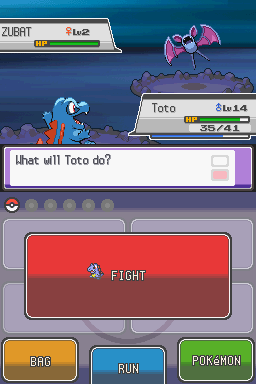 ZUBAT ♀Lv2
HP
Toto ♂Lv14
HP
35/41
What will Toto do?
FIGHT
BAG
RUN
POKéMON